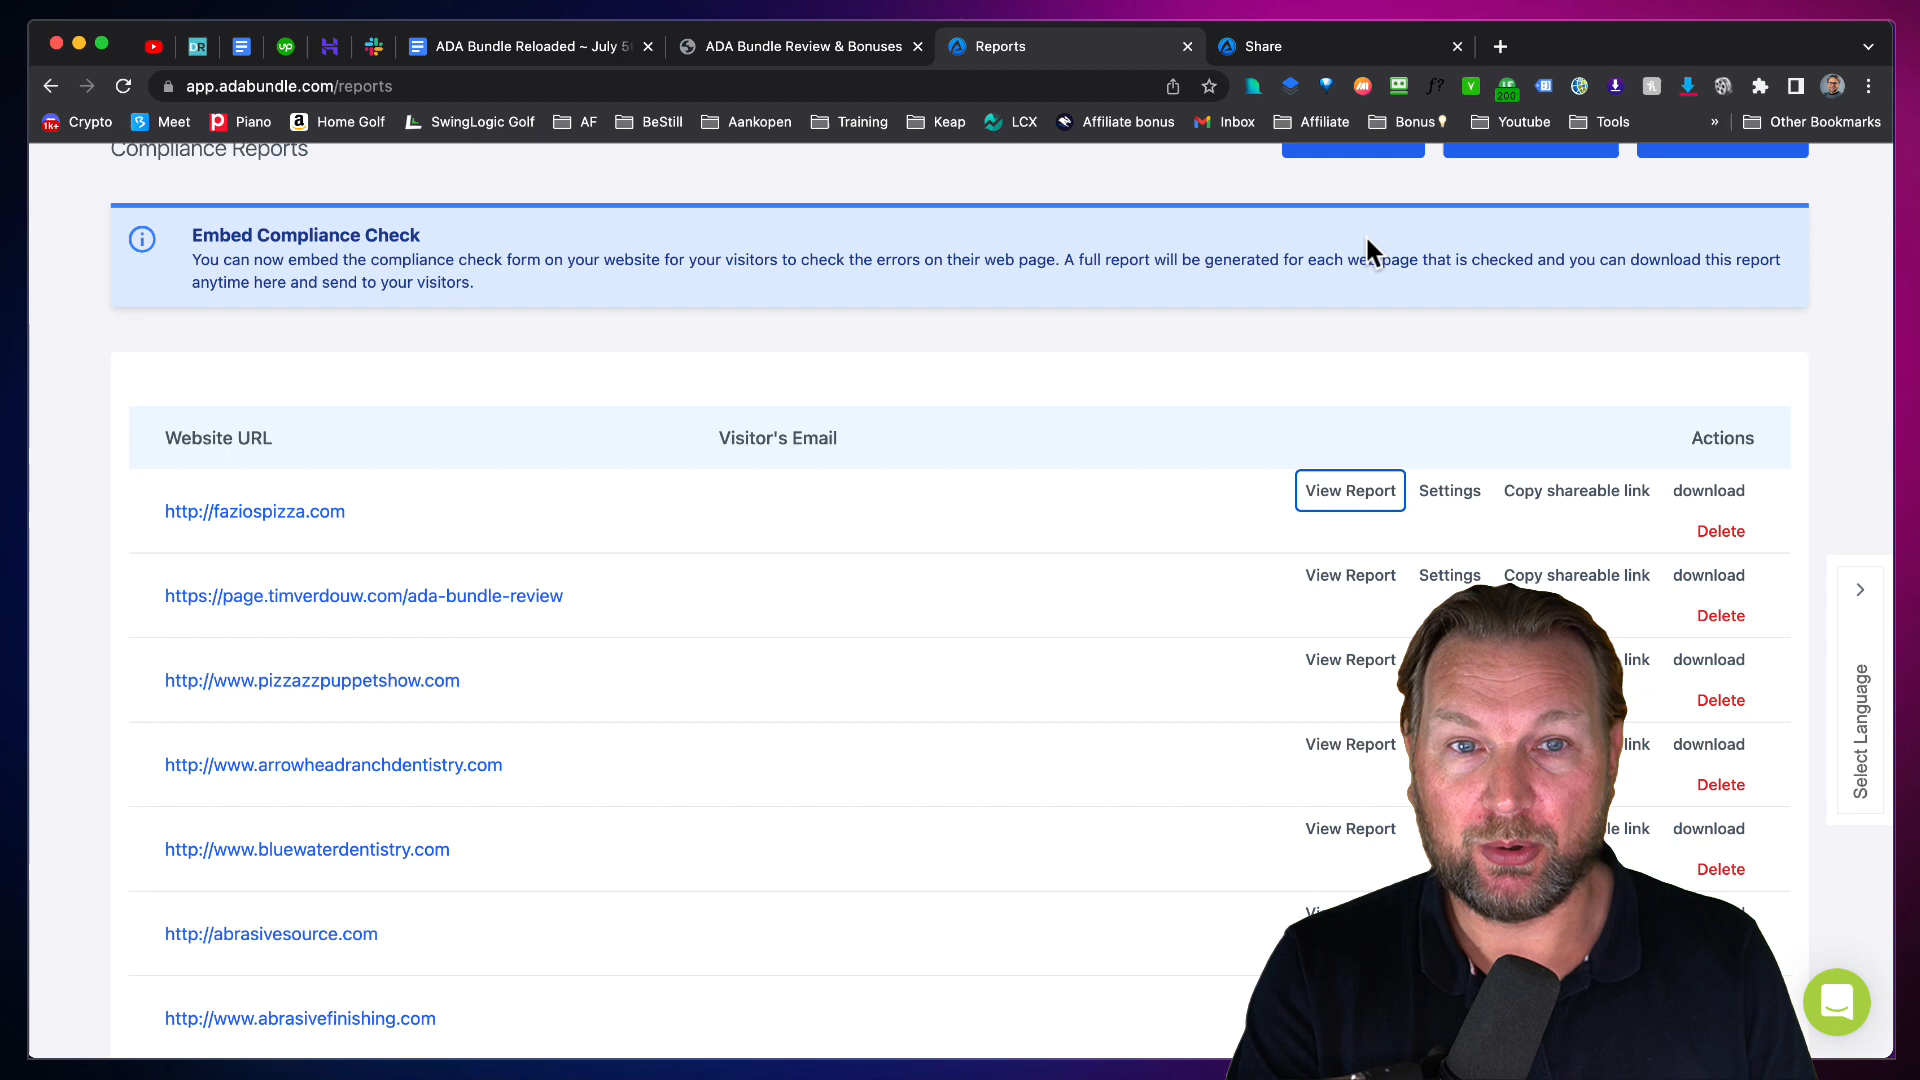 ADA Bundle Reloaded ~ July 5
ADA Bundle Review & Bonuses
Reports
Share
app.adabundle.com/reports
200
1k+
Crypto
Meet
Piano
Home Golf
SwingLogic Golf
AF
BeStill
Aankopen
Training
Keap
LCX
Affiliate bonus
Inbox
Affiliate
Bonus
Youtube
Tools
»
Other Bookmarks
Compliance Reports
Embed Compliance Check
You can now embed the compliance check form on your website for your visitors to check the errors on their web page. A full report will be generated for each webpage that is checked and you can download this report
anytime here and send to your visitors.
Website URL
Visitor's Email
Actions
http://faziospizza.com
View Report
Settings
Copy shareable link
download
Delete
https://page.timverdouw.com/ada-bundle-review
View Report
Settings
Copy shareable link
download
Delete
http://www.pizzazzpuppetshow.com
View Report
link
download
Delete
http://www.arrowheadranchdentistry.com
View Report
link
download
Delete
http://www.bluewaterdentistry.com
View Report
le link
download
Delete
http://abrasivesource.com
http://www.abrasivefinishing.com
Select Language